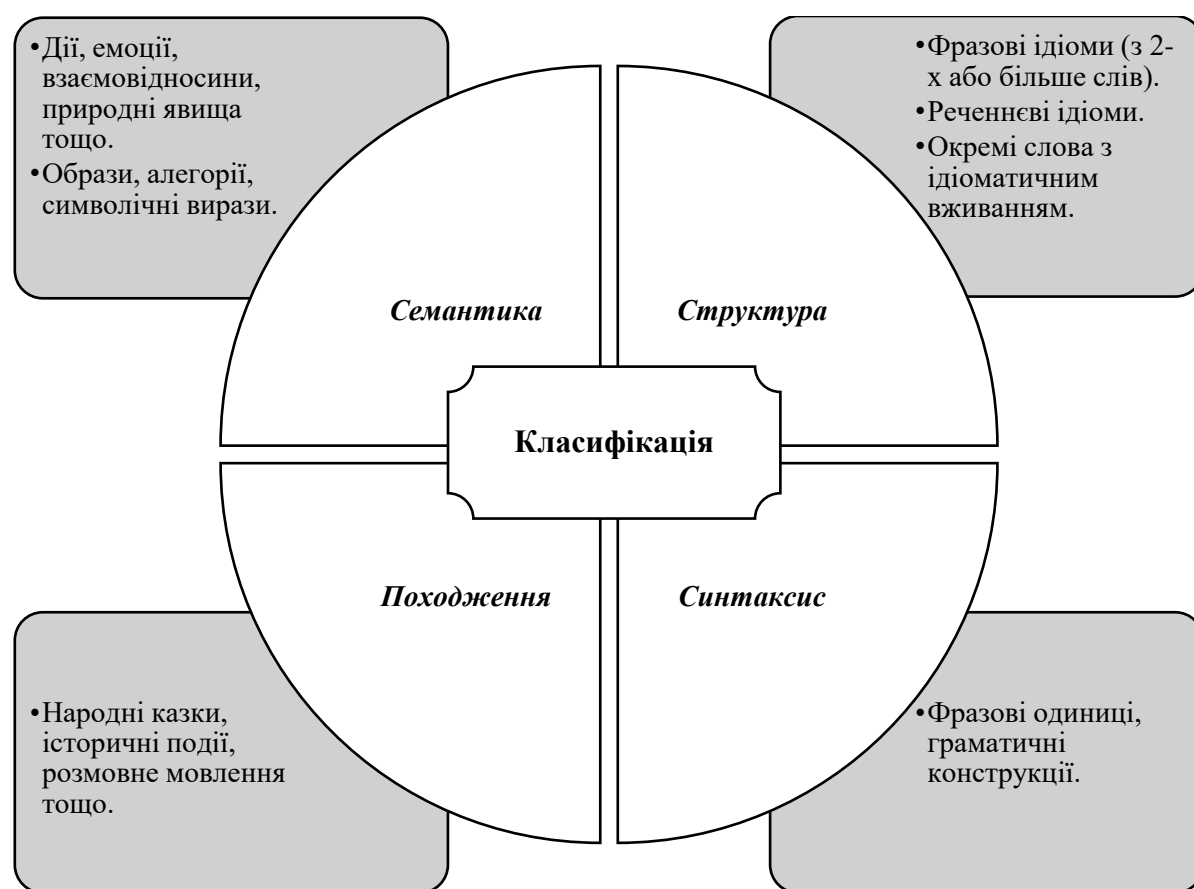 •Дії, емоції,
взаємовідносини,
природні явища
тощо.
•Образи, алегорії,
символічні вирази.
•Фразові ідіоми (з 2-
х або більше слів).
•Реченнєві ідіоми.
•Окремі слова з
ідіоматичним
вживанням.
Семантика
Структура
Класифікація
Походження
Синтаксис
•Народні казки,
історичні події,
розмовне мовлення
тощо.
•Фразові одиниці,
граматичні
конструкції.